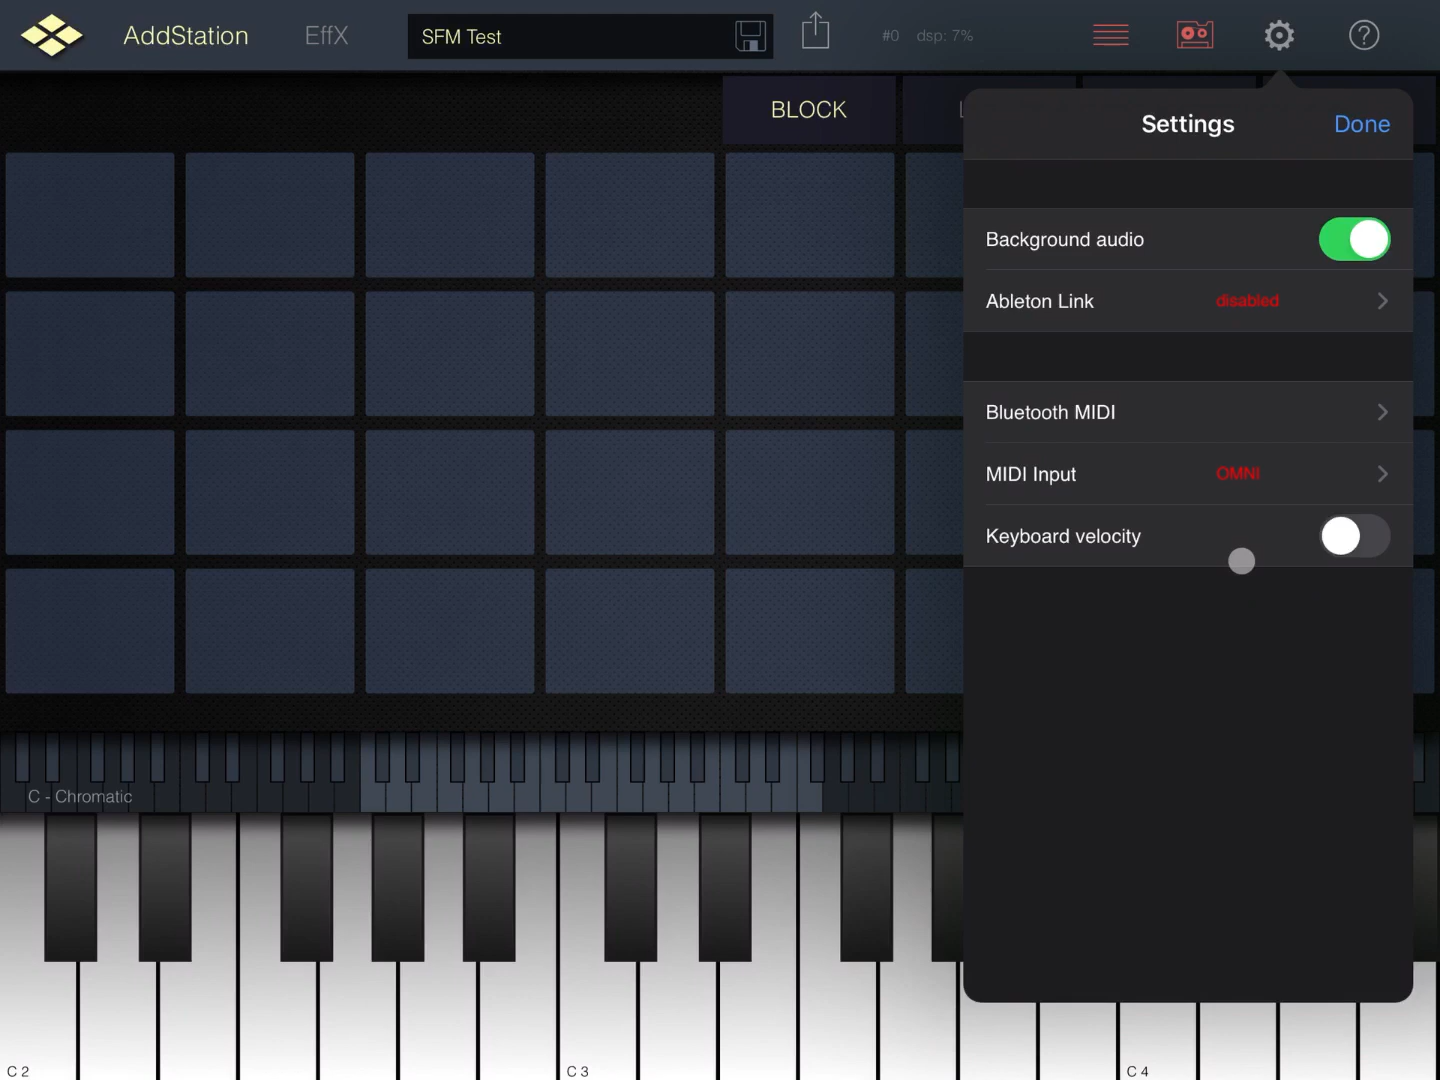 AddStation
EffX
SFM Test
#0 dsp: 7%
BLOCK
Settings
Done
Background audio
Ableton Link disabled
Bluetooth MIDI
MIDI Input OMNI
Keyboard velocity
C - Chromatic
C 2
C 3
C 4